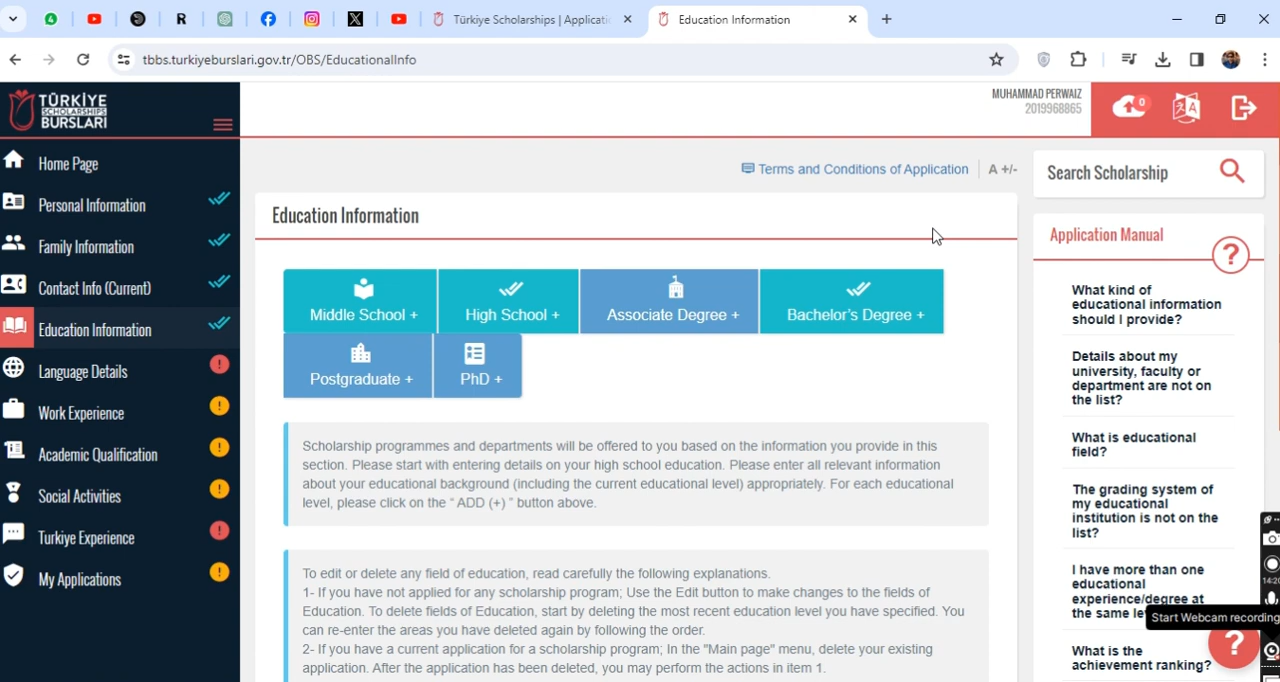 Türkiye Scholarships | Applicati
Education Information
tbbs.turkiyeburslari.gov.tr/OBS/EducationalInfo
TÜRKİYE
SCHOLARSHIPS
BURSLARI
MUHAMMAD PERWAIZ
2019968865
0
Home Page
Personal Information
Family Information
Contact Info (Current)
Education Information
Language Details
Work Experience
Academic Qualification
Social Activities
Turkiye Experience
My Applications
Terms and Conditions of Application
A +/-
Education Information
Middle School +
High School +
Associate Degree +
Bachelor's Degree +
Postgraduate +
PhD +
Scholarship programmes and departments will be offered to you based on the information you provide in this
section. Please start with entering details on your high school education. Please enter all relevant information
about your educational background (including the current educational level) appropriately. For each educational
level, please click on the “ ADD (+) ” button above.
To edit or delete any field of education, read carefully the following explanations.
1- If you have not applied for any scholarship program; Use the Edit button to make changes to the fields of
Education. To delete fields of Education, start by deleting the most recent education level you have specified. You
can re-enter the areas you have deleted again by following the order.
2- If you have a current application for a scholarship program; In the "Main page" menu, delete your existing
application. After the application has been deleted, you may perform the actions in item 1.
Search Scholarship
Application Manual
?
What kind of
educational information
should I provide?
Details about my
university, faculty or
department are not on
the list?
What is educational
field?
The grading system of
my educational
institution is not on the
list?
I have more than one
educational
experience/degree at
the same le
Start Webcam recording
What is the
achievement ranking?
?
14:20